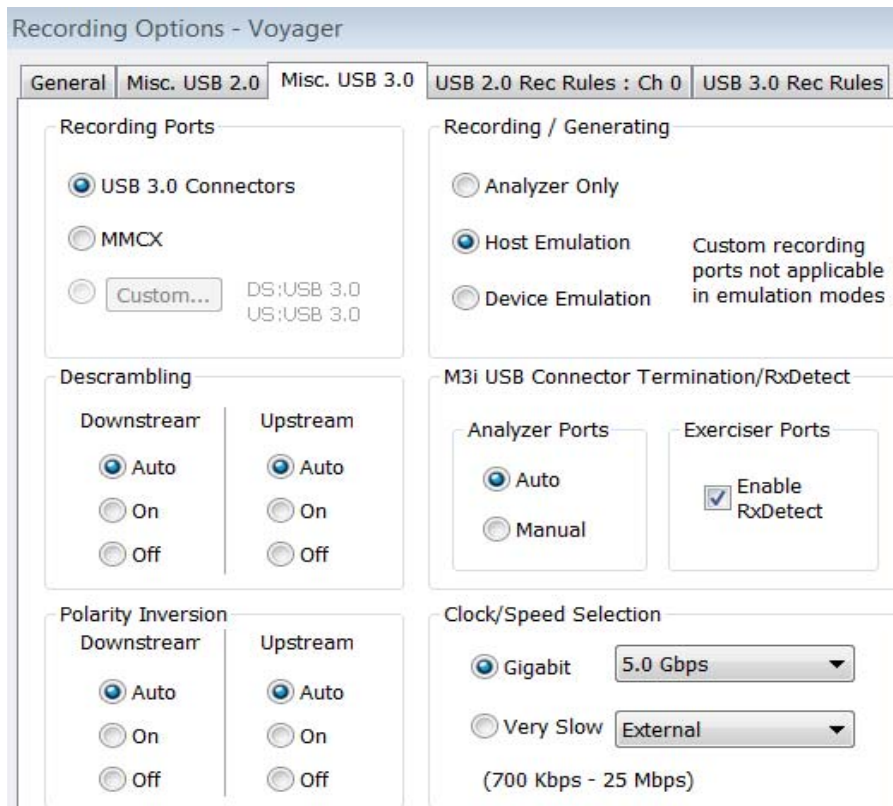 Recording Options - Voyager
General Misc. USB 2.0 Misc. USB 3.0 USB 2.0 Rec Rules : Ch 0 USB 3.0 Rec Rules
Recording Ports
USB 3.0 Connectors
MMCX
Custom... DS:USB 3.0
US:USB 3.0
Recording / Generating
Analyzer Only
Host Emulation
Device Emulation
Custom recording
ports not applicable
in emulation modes
Descrambling
Downstream Upstream
Auto Auto
On On
Off Off
M3i USB Connector Termination/RxDetect
Analyzer Ports
Auto
Manual
Exerciser Ports
Enable
RxDetect
Polarity Inversion
Downstream Upstream
Auto Auto
On On
Off Off
Clock/Speed Selection
Gigabit 5.0 Gbps
Very Slow External
(700 Kbps - 25 Mbps)